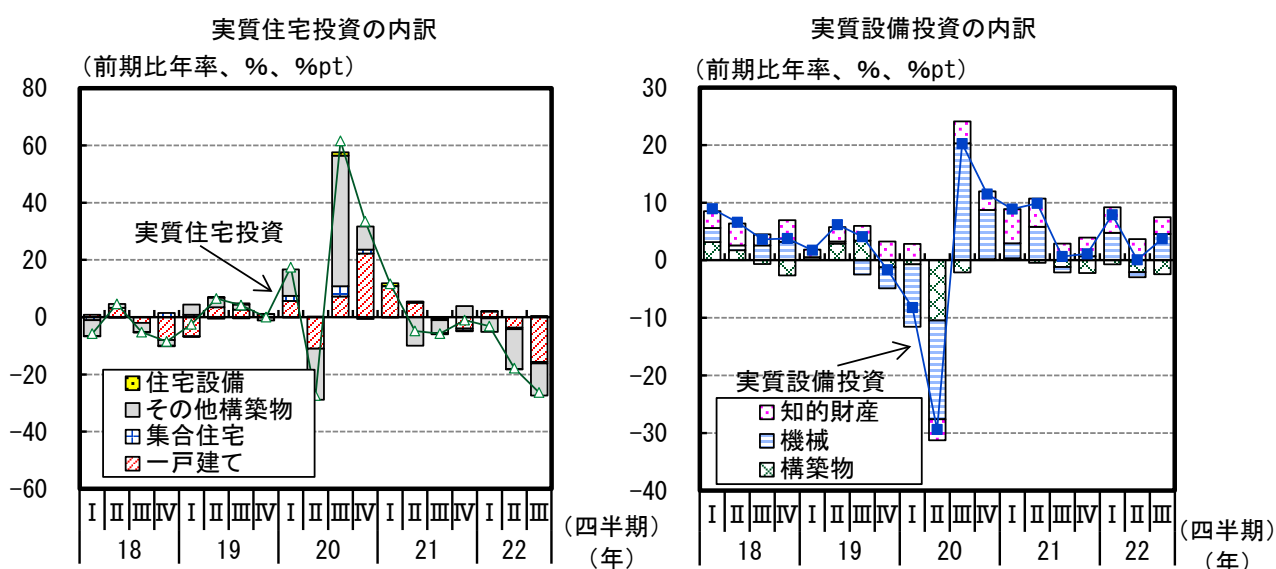 実質住宅投資の内訳
（前期比年率、%、%pt）
80
60
40
20
0
-20
-40
-60
実質住宅投資
住宅設備
その他構築物
集合住宅
一戸建て
Ⅰ Ⅱ Ⅲ Ⅳ Ⅰ Ⅱ Ⅲ Ⅳ Ⅰ Ⅱ Ⅲ Ⅳ Ⅰ Ⅱ Ⅲ Ⅳ Ⅰ Ⅱ Ⅲ （四半期）
18 19 20 21 22 （年）
実質設備投資の内訳
（前期比年率、%、%pt）
30
20
10
0
-10
-20
-30
-40
実質設備投資
知的財産
機械
構築物
Ⅰ Ⅱ Ⅲ Ⅳ Ⅰ Ⅱ Ⅲ Ⅳ Ⅰ Ⅱ Ⅲ Ⅳ Ⅰ Ⅱ Ⅲ Ⅳ Ⅰ Ⅱ Ⅲ （四半期）
18 19 20 21 22 （年）